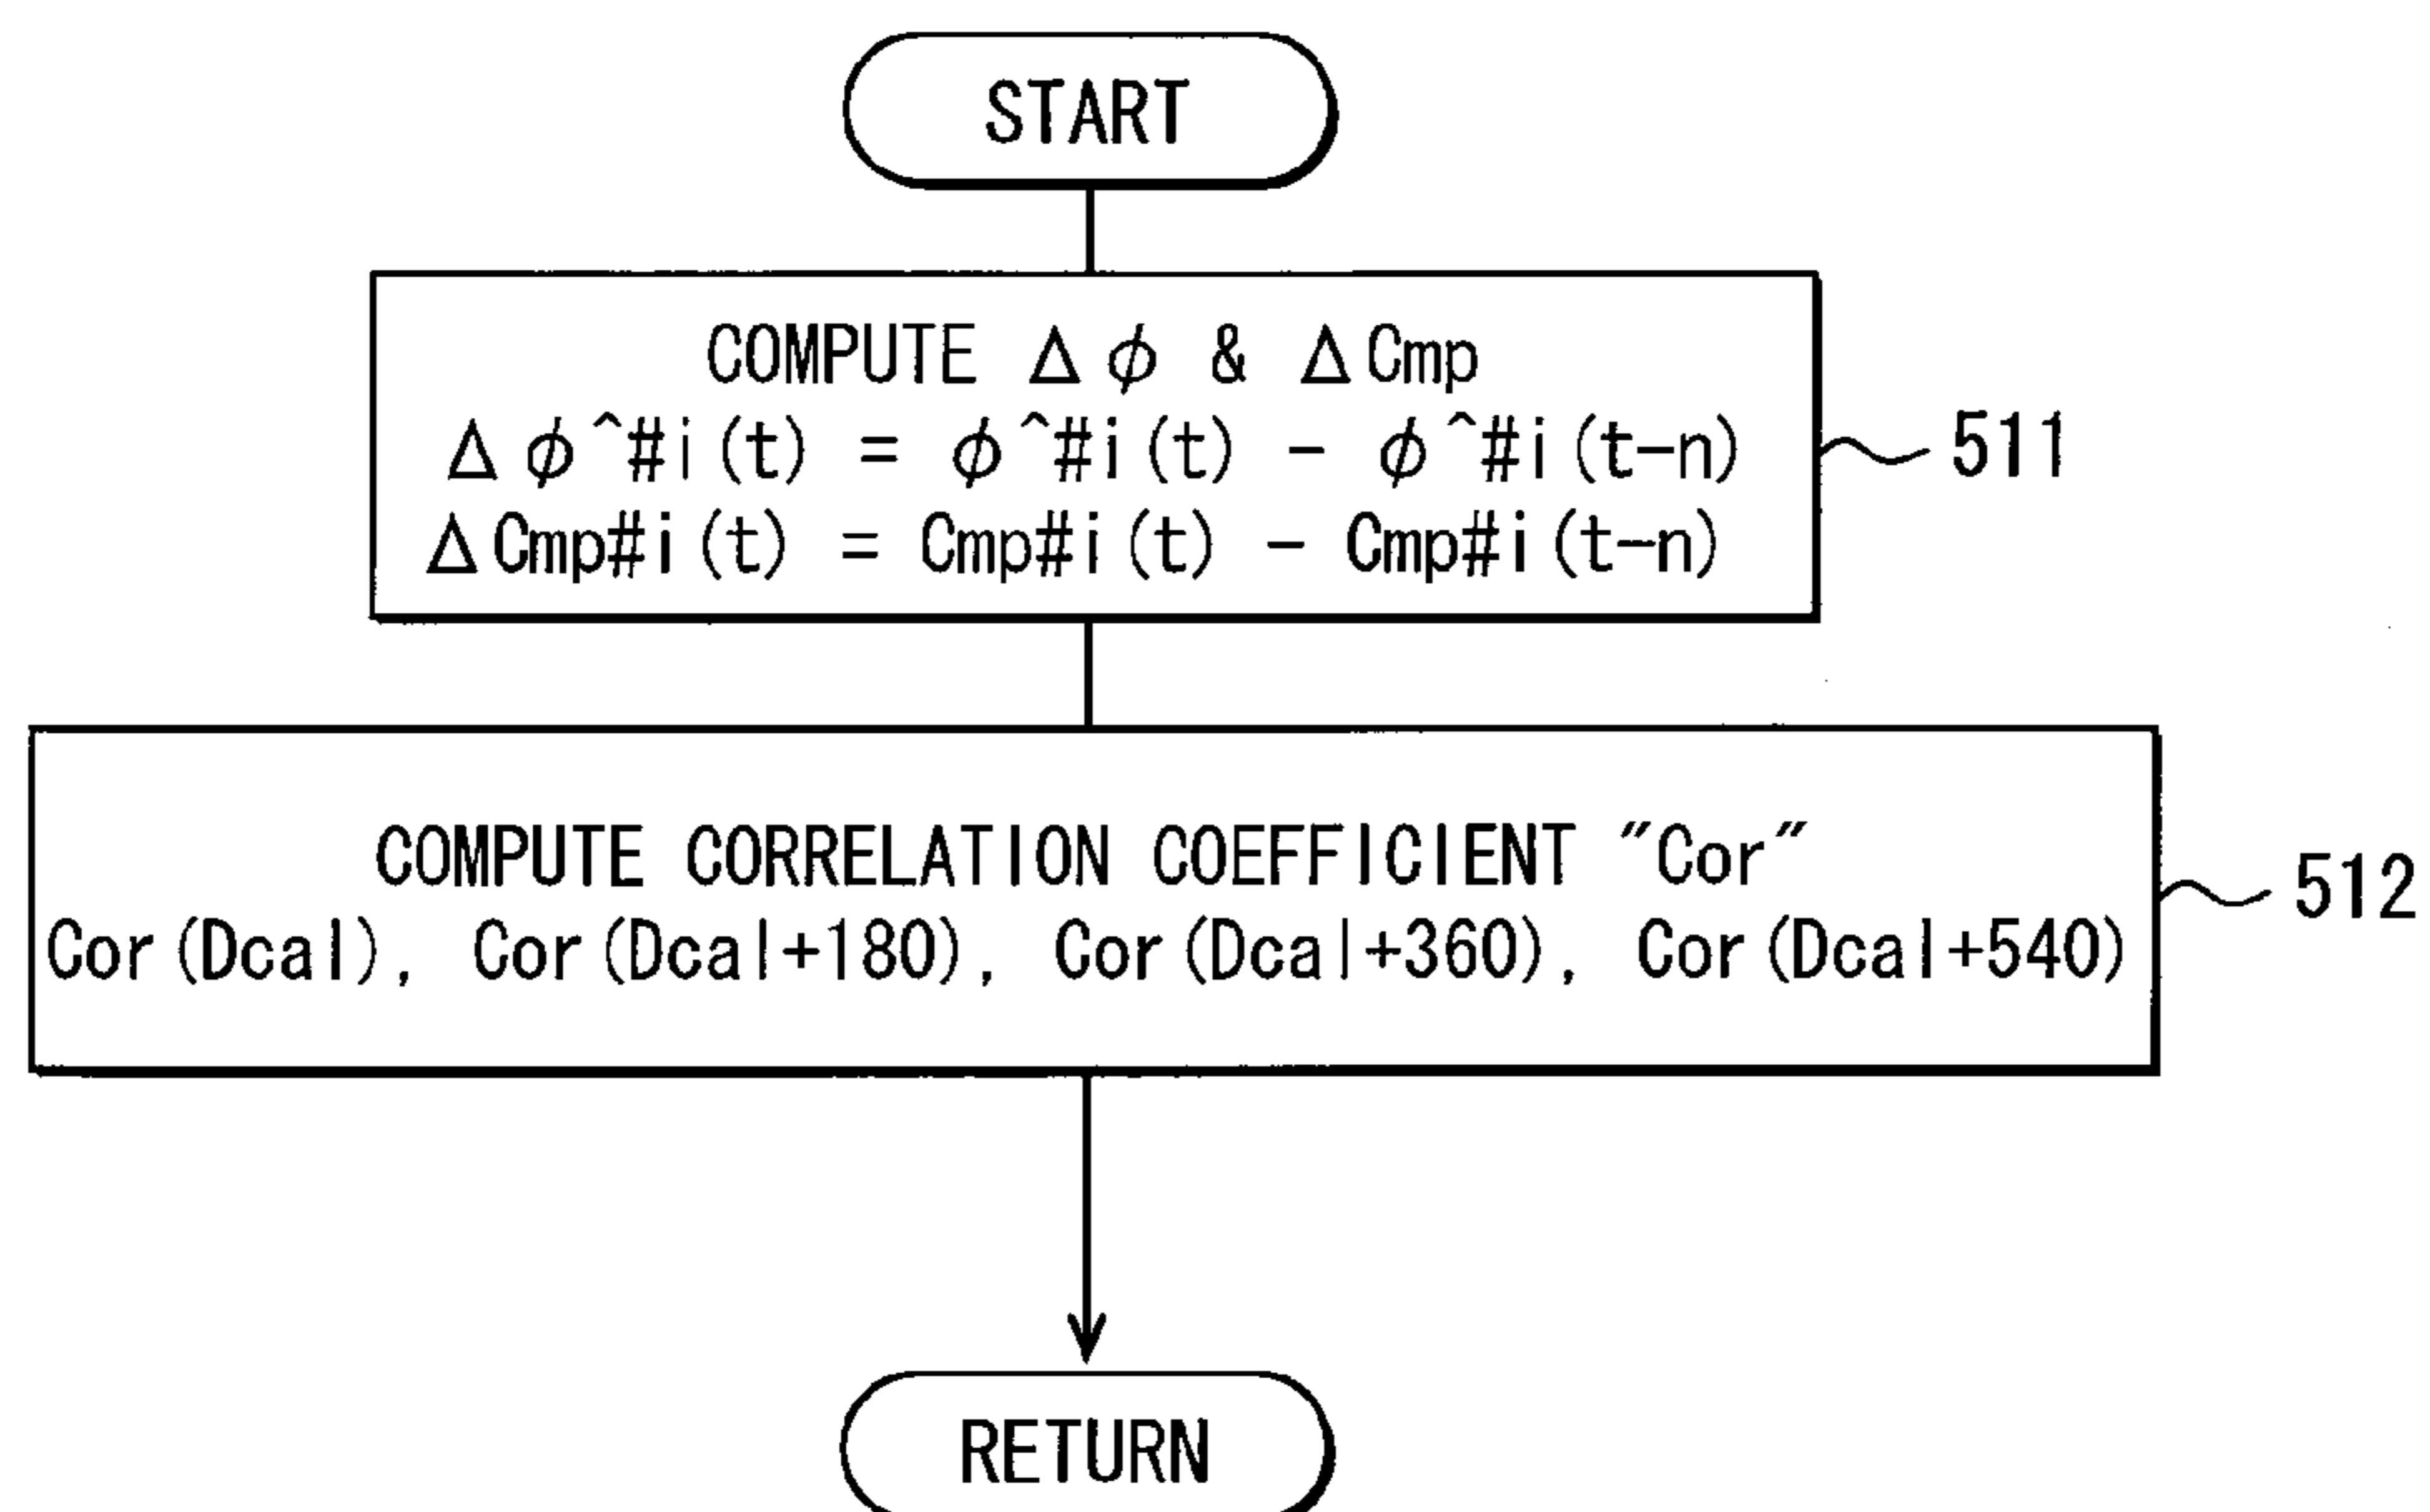 START
COMPUTE Δφ & ΔCmp
Δφ^#i(t) = φ^#i(t) - φ^#i(t-n)
ΔCmp#i(t) = Cmp#i(t) - Cmp#i(t-n)
511
COMPUTE CORRELATION COEFFICIENT "Cor"
Cor(Dcal), Cor(Dcal+180), Cor(Dcal+360), Cor(Dcal+540)
512
RETURN